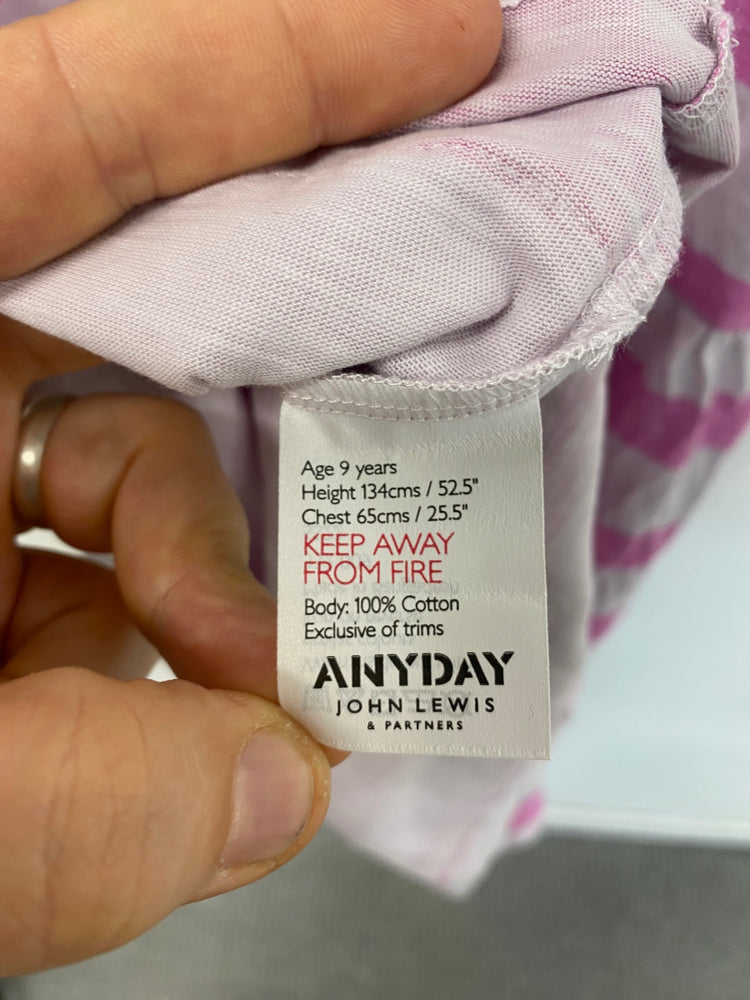 Age 9 years
Height 134cms / 52.5"
Chest 65cms / 25.5"
KEEP AWAY
FROM FIRE
Body: 100% Cotton
Exclusive of trims
ANYDAY
JOHN LEWIS
& PARTNERS